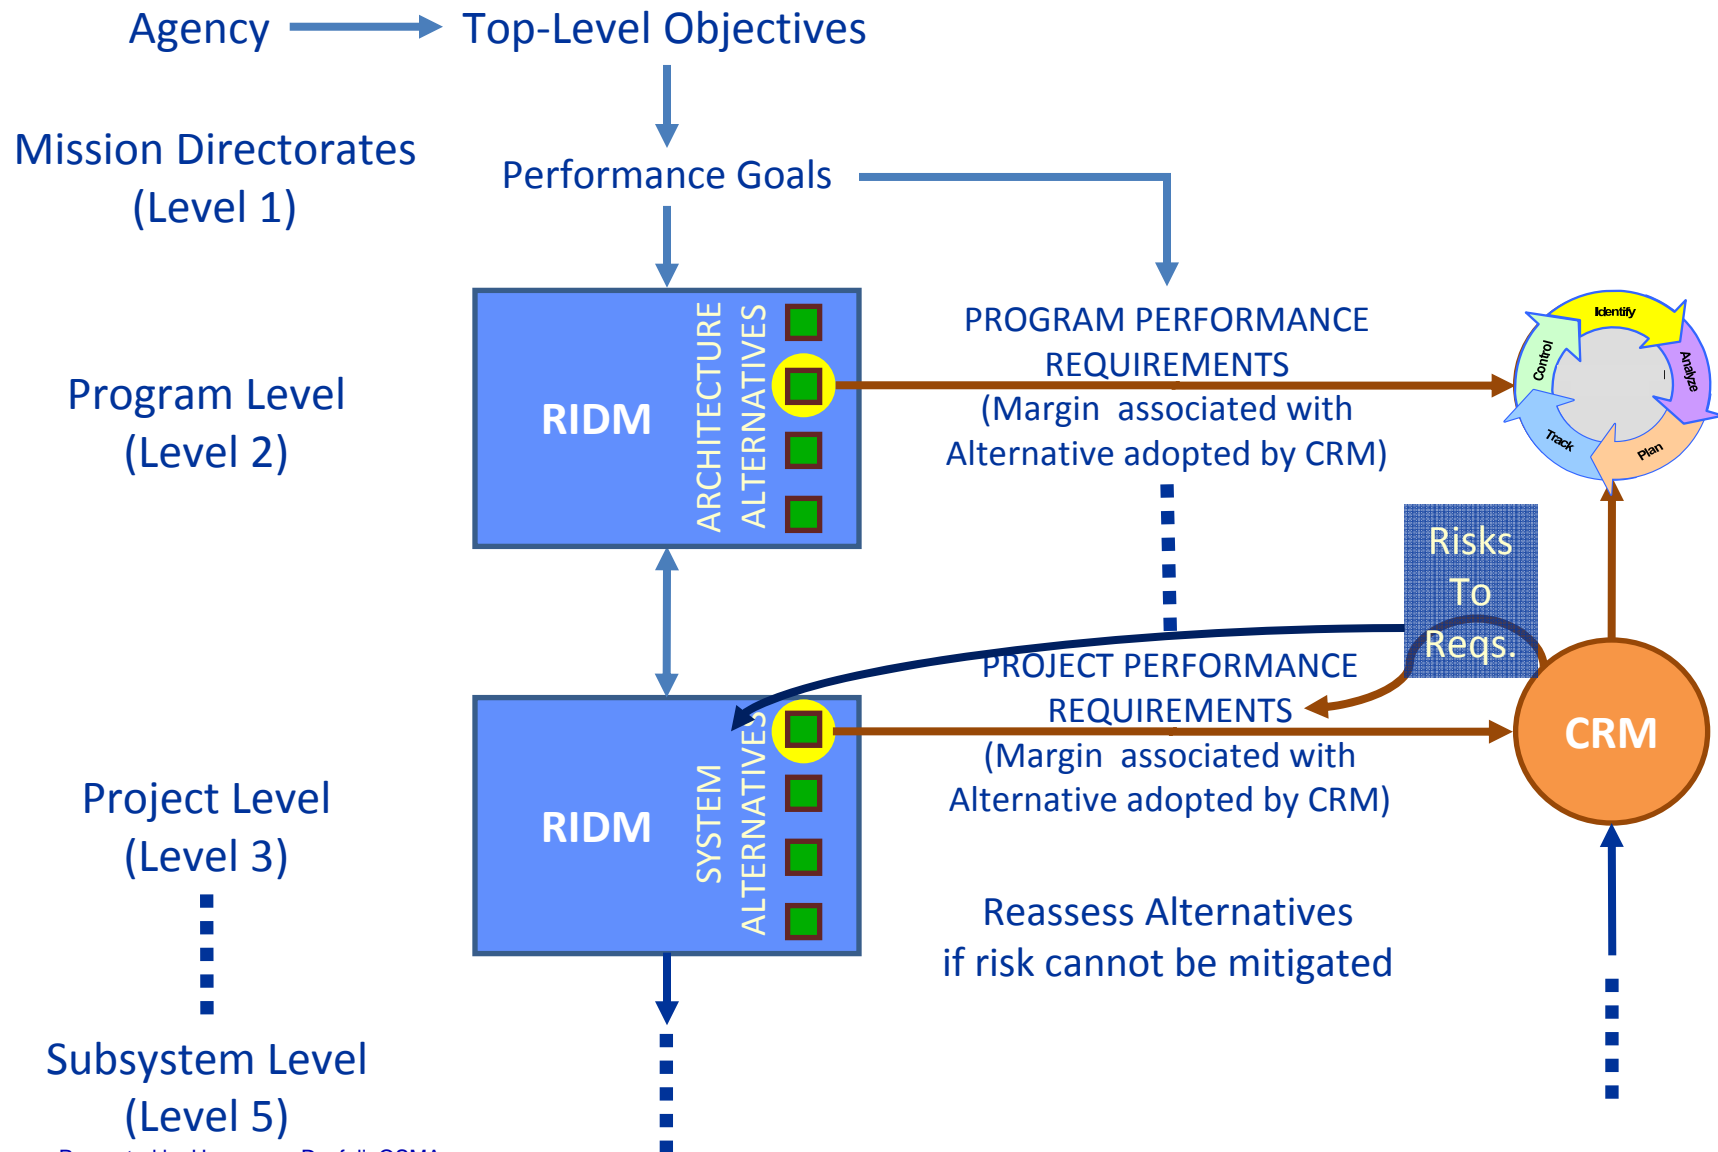 Agency
Top-Level Objectives
Mission Directorates
(Level 1)
Performance Goals
Program Level
(Level 2)
RIDM
ARCHITECTURE
ALTERNATIVES
PROGRAM PERFORMANCE
REQUIREMENTS
(Margin associated with
Alternative adopted by CRM)
Identify
Analyze
Plan
Track
Control
Risks
To
Reqs.
Project Level
(Level 3)
RIDM
SYSTEM
ALTERNATIVES
PROJECT PERFORMANCE
REQUIREMENTS
(Margin associated with
Alternative adopted by CRM)
CRM
Reassess Alternatives
if risk cannot be mitigated
Subsystem Level
(Level 5)